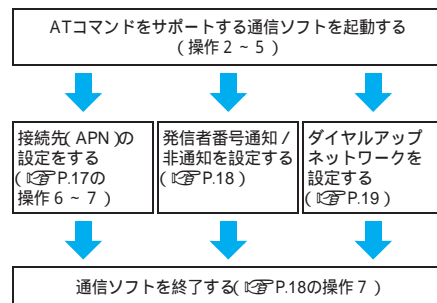 ATコマンドをサポートする通信ソフトを起動する
(操作2~5)
接続先(APN)の
設定をする
(☞P.17の
操作6~7)
発信者番号通知/
非通知を設定する
(☞P.18)
ダイヤルアップ
ネットワークを
設定する
(☞P.19)
通信ソフトを終了する(☞P.18の操作7)